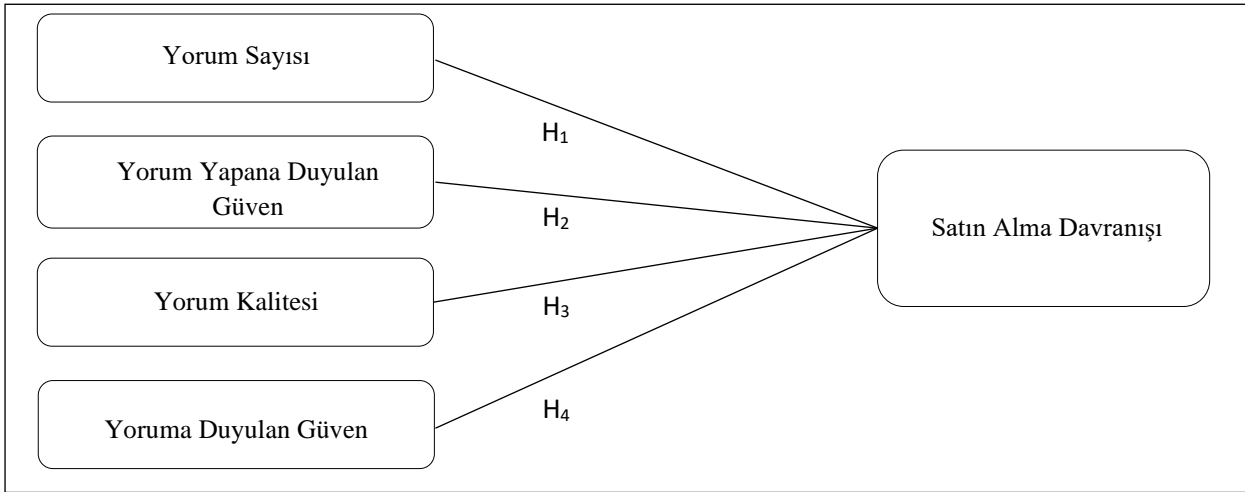 Yorum Sayısı
H₁
Yorum Yapana Duyulan
Güven
H₂
Satın Alma Davranışı
Yorum Kalitesi
H₃
Yoruma Duyulan Güven
H₄